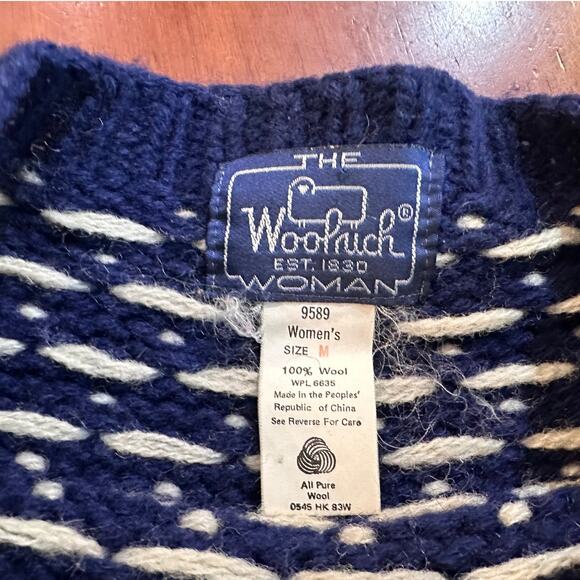 THE
Woolrich®
EST. 1830
WOMAN
9589
Women's
SIZE M
100% Wool
WPL 6635
Made in the Peoples'
Republic of China
See Reverse For Care
All Pure
Wool
0545 HK 83W